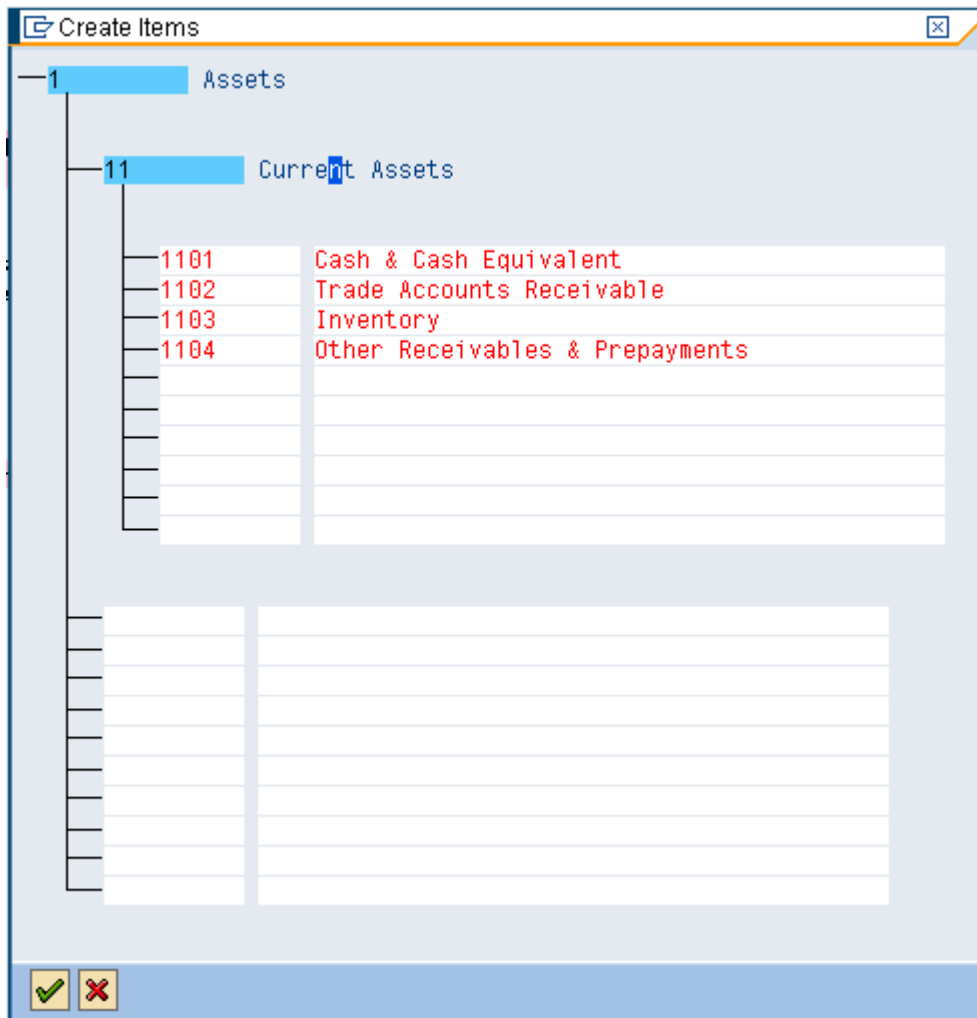 Create Items
1 Assets
11 Current Assets
1101 Cash & Cash Equivalent
1102 Trade Accounts Receivable
1103 Inventory
1104 Other Receivables & Prepayments